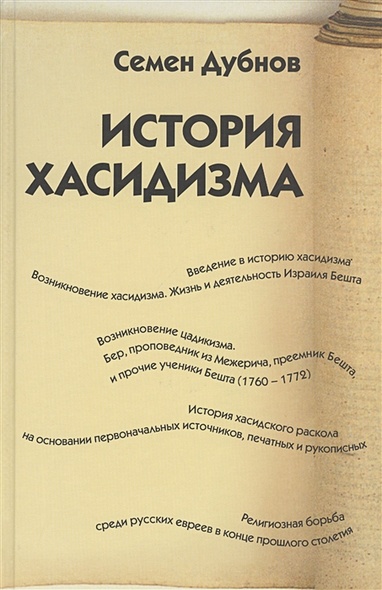 Семен Дубнов
ИСТОРИЯ
ХАСИДИЗМА
Введение в историю хасидизма
Возникновение хасидизма. Жизнь и деятельность Израиля Бешта
Возникновение цадикизма.
Бер, проповедник из Межерича, преемник Бешта,
и прочие ученики Бешта (1760 – 1772)
История хасидского раскола
на основании первоначальных источников, печатных и рукописных
Религиозная борьба
среди русских евреев в конце прошлого столетия